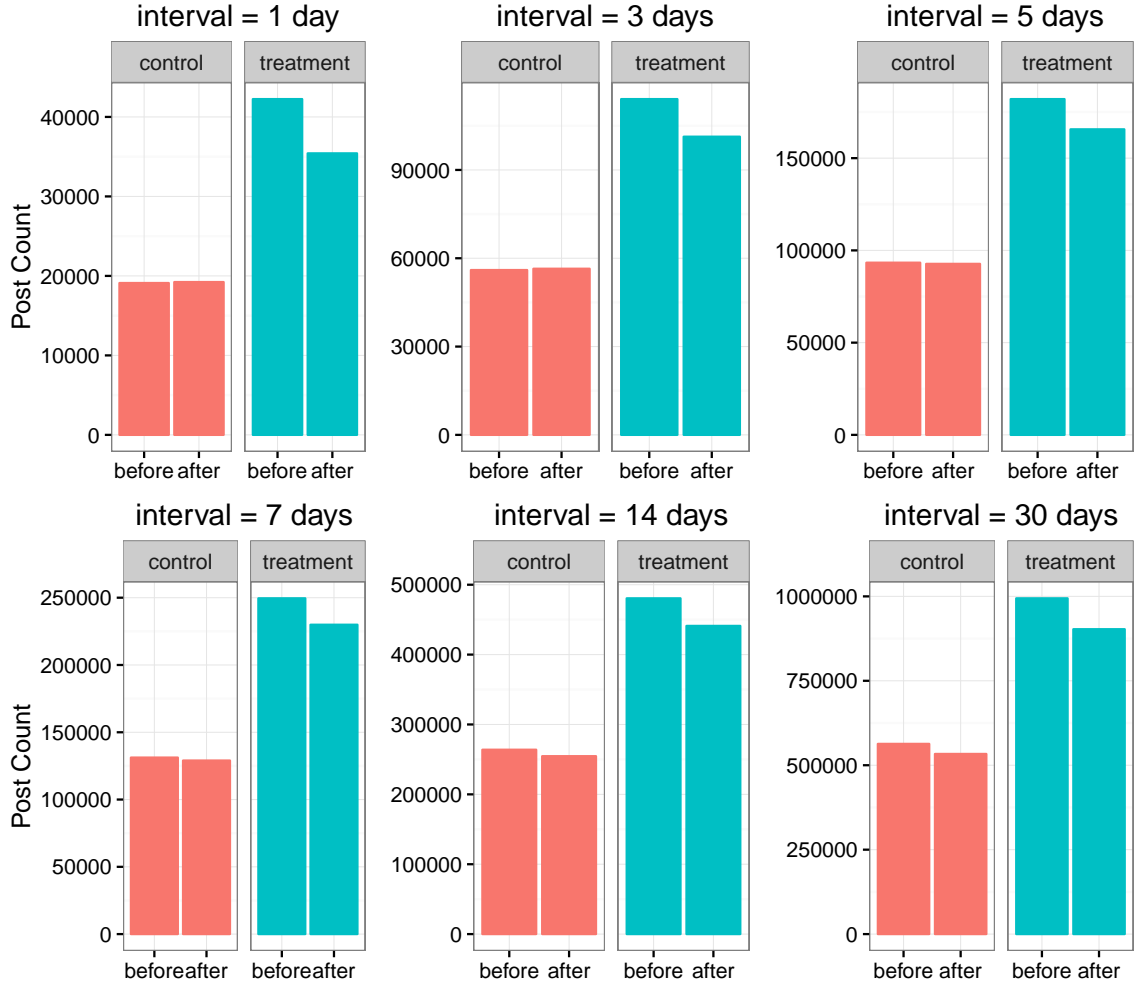 interval = 1 day
control treatment
Post Count
40000
30000
20000
10000
0
before after before after
interval = 3 days
control treatment
90000
60000
30000
0
before after before after
interval = 5 days
control treatment
150000
100000
50000
0
before after before after
interval = 7 days
control treatment
Post Count
250000
200000
150000
100000
50000
0
before after before after
interval = 14 days
control treatment
500000
400000
300000
200000
100000
0
before after before after
interval = 30 days
control treatment
1000000
750000
500000
250000
0
before after before after